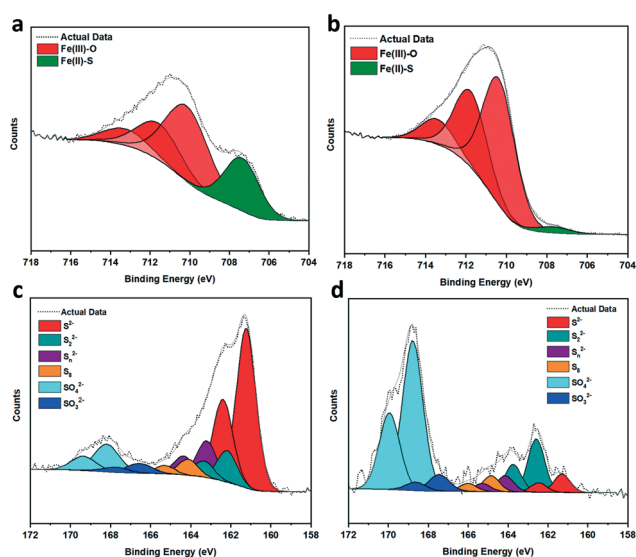 a
Actual Data
Fe(III)-O
Fe(II)-S
Counts
718 716 714 712 710 708 706 704
Binding Energy (eV)
b
Actual Data
Fe(III)-O
Fe(II)-S
Counts
718 716 714 712 710 708 706 704
Binding Energy (eV)
c
Actual Data
S²⁻
S₂²⁻
Sₙ²⁻
S₈
SO₄²⁻
SO₃²⁻
Counts
172 170 168 166 164 162 160 158
Binding Energy (eV)
d
Actual Data
S²⁻
S₂²⁻
Sₙ²⁻
S₈
SO₄²⁻
SO₃²⁻
Counts
172 170 168 166 164 162 160 158
Binding Energy (eV)